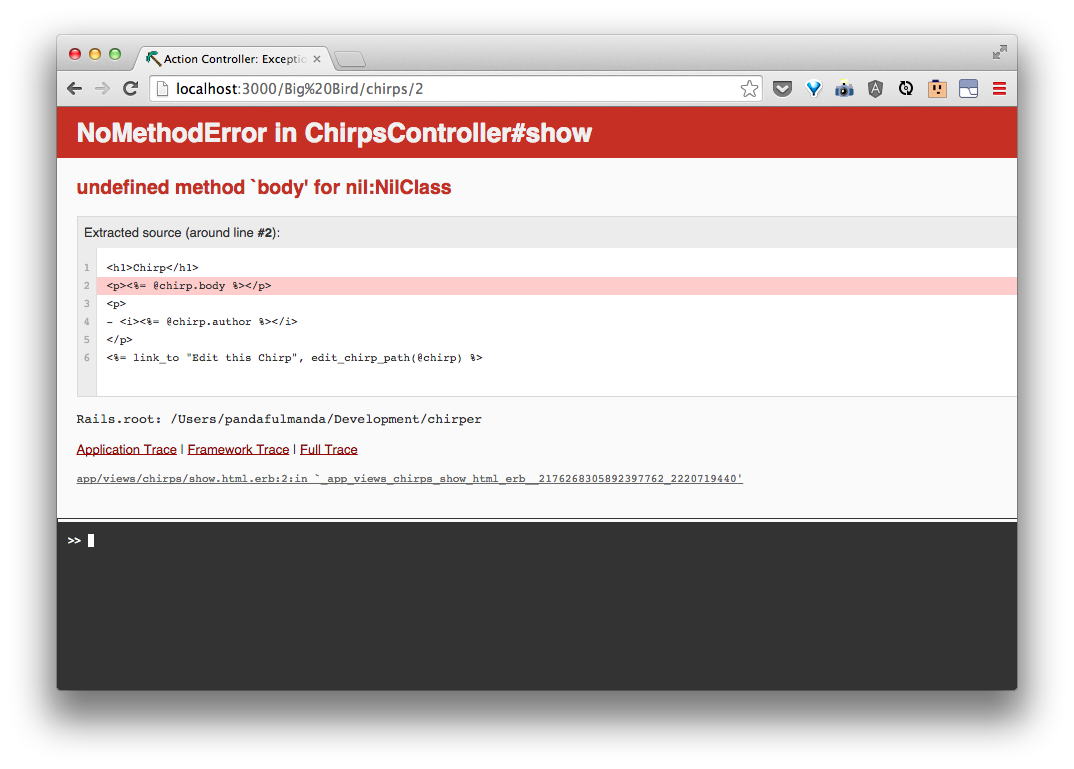 Action Controller: Exceptio
localhost:3000/Big%20Bird/chirps/2
NoMethodError in ChirpsController#show
undefined method `body' for nil:NilClass
Extracted source (around line #2):
1 <h1>Chirp</h1>
2 <p><%= @chirp.body %></p>
3 <p>
4 - <i><%= @chirp.author %></i>
5 </p>
6 <%= link_to "Edit this Chirp", edit_chirp_path(@chirp) %>
Rails.root: /Users/pandafulmanda/Development/chirper
Application Trace | Framework Trace | Full Trace
app/views/chirps/show.html.erb:2:in `_app_views_chirps_show_html_erb__2176268305892397762_2220719440'
>>